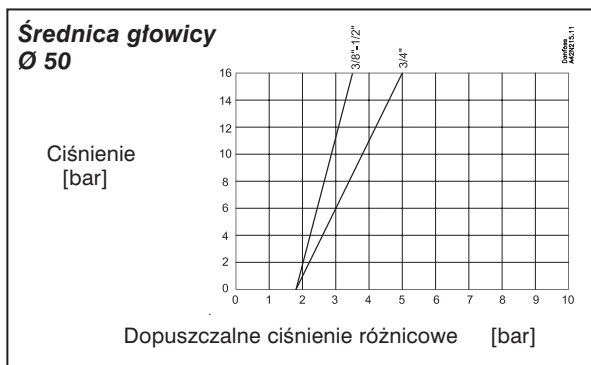 Średnica głowicy
Ø 50
3/8"-1/2"
3/4"
Danfoss
A42N215.11
Ciśnienie
[bar]
16
14
12
10
8
6
4
2
0
0 1 2 3 4 5 6 7 8 9 10
Dopuszczalne ciśnienie różnicowe [bar]